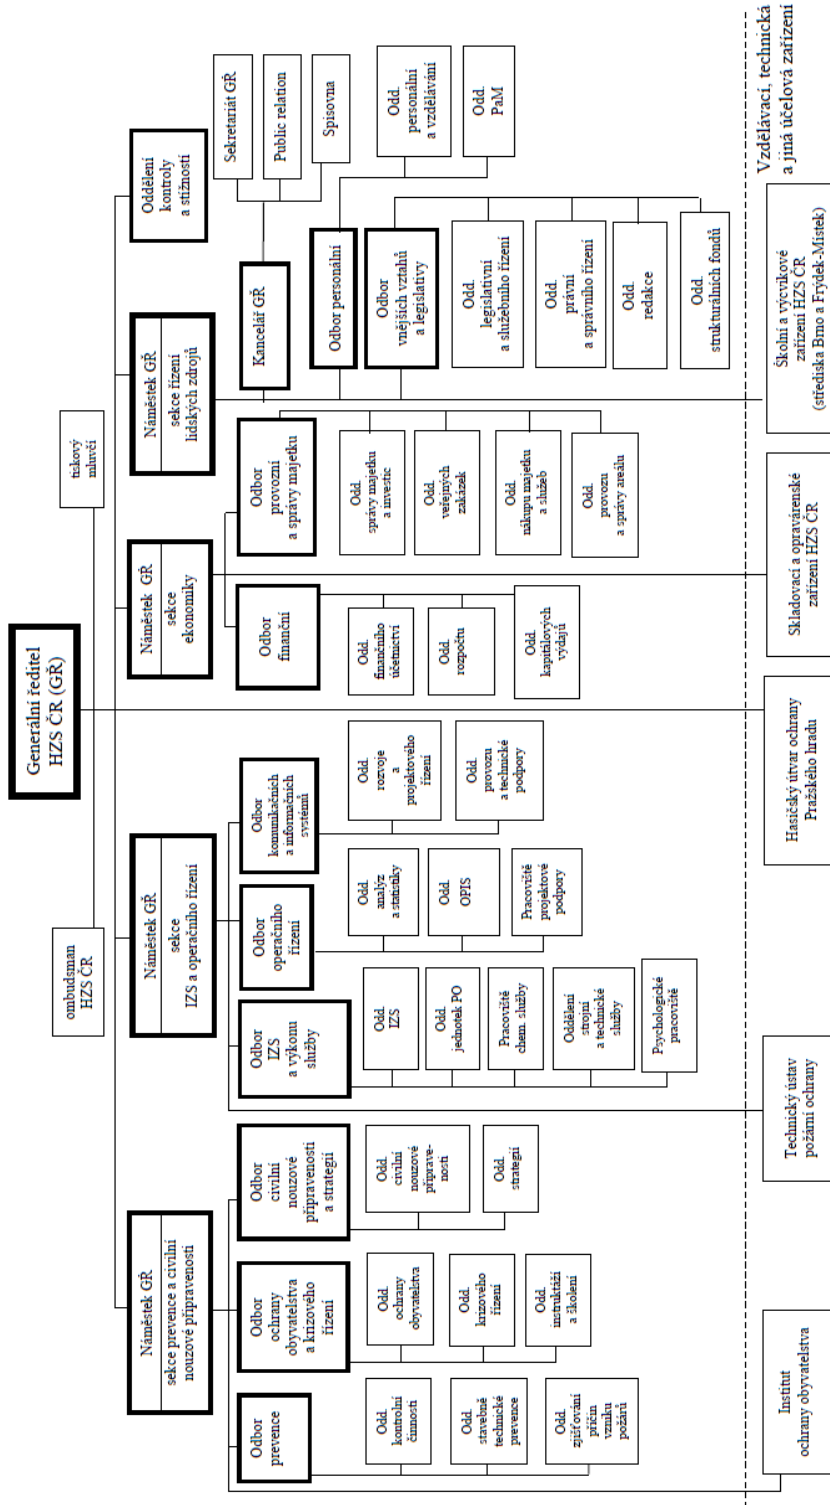 Generální ředitel
HZS ČR (GŘ)
ombudsman
HZS ČR
tiskový
mluvčí
Náměstek GŘ
sekce prevence a civilní
nouzové připravenosti
Náměstek GŘ
sekce
IZS a operačního řízení
Náměstek GŘ
sekce
ekonomiky
Náměstek GŘ
sekce řízení
lidských zdrojů
Oddělení
kontroly
a stížností
Odbor
prevence
Odd.
kontrolní
činnosti
Odd.
stavebně
technické
prevence
Odd.
zjišťování
příčin
vzniku
požárů
Odbor
ochrany
obyvatelstva
a krizového
řízení
Odd.
ochrany
obyvatelstva
Odd.
krizového
řízení
Odd.
instruktáží
a školení
Odbor
civilní
nouzové
připravenosti
a strategií
Odd.
civilní
nouzové
připrave-
nosti
Odd.
strategií
Odbor
IZS
a výkonu
služby
Odd.
IZS
Odd.
jednotek PO
Pracoviště
chem. služby
Oddělení
strojní
a technické
služby
Psychologické
pracoviště
Odbor
operačního
řízení
Odd.
analýz
a statistiky
Odd.
OPIS
Pracoviště
projektové
podpory
Odbor
komunikačních
a informačních
systémů
Odd.
rozvoje
a
projektového
řízení
Odd.
provozu
a technické
podpory
Odbor
finanční
Odd.
finančního
účetnictví
Odd.
rozpočtu
Odd.
kapitálových
výdajů
Odbor
provozní
a správy majetku
Odd.
správy majetku
a investic
Odd.
veřejných
zakázek
Odd.
nákupu majetku
a služeb
Odd.
provozu
a správy areálu
Kancelář GŘ
Sekretariát GŘ
Public relation
Spisovna
Odbor personální
Odd.
personální
a vzdělávání
Odd.
PaM
Odbor
vnějších vztahů
a legislativy
Odd.
legislativní
a služebního řízení
Odd.
právní
a správního řízení
Odd.
redakce
Odd.
strukturálních fondů
Vzdělávací, technická
a jiná účelová zařízení
Institut
ochrany obyvatelstva
Technický ústav
požární ochrany
Hasičský útvar ochrany
Pražského hradu
Skladovací a opravárenské
zařízení HZS ČR
Školní a výcvikové
zařízení HZS ČR
(střediska Brno a Frýdek-Místek)